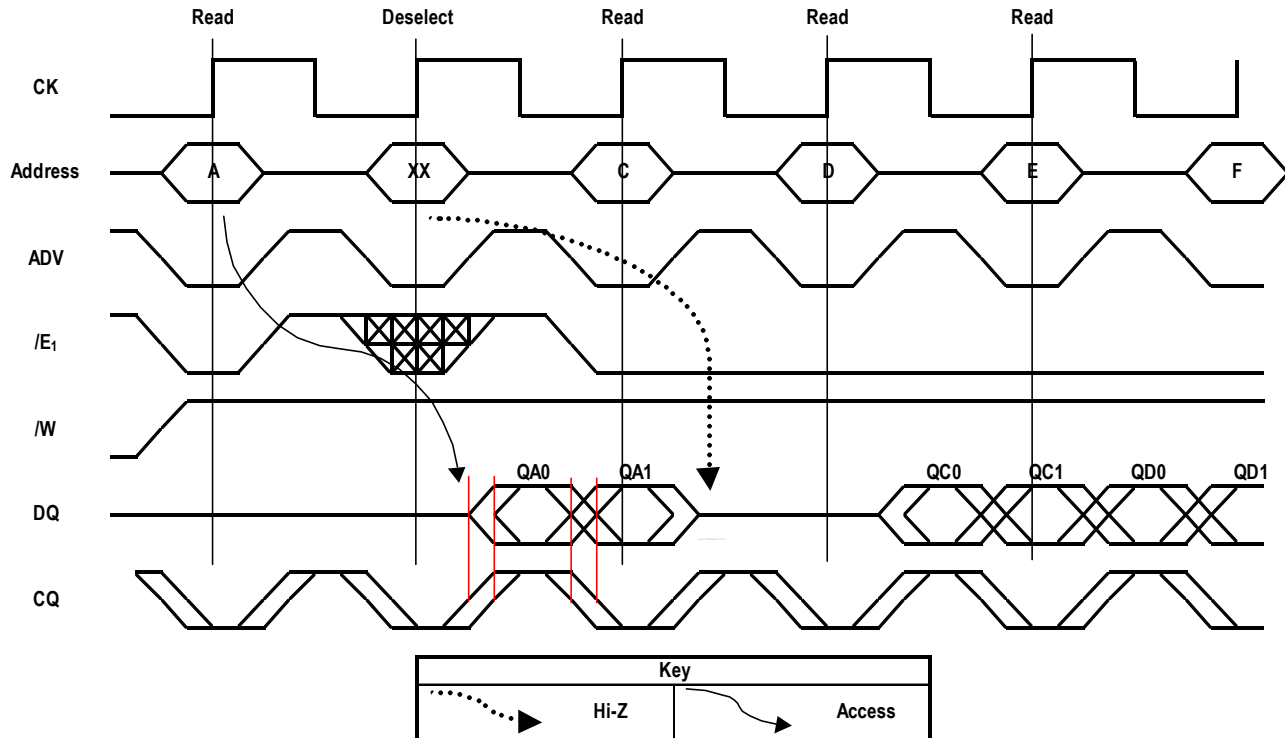 Read Deselect Read Read Read
CK
Address A XX C D E F
ADV
/E₁
/W
QA0 QA1 QC0 QC1 QD0 QD1
DQ
CQ
Key
Hi-Z Access